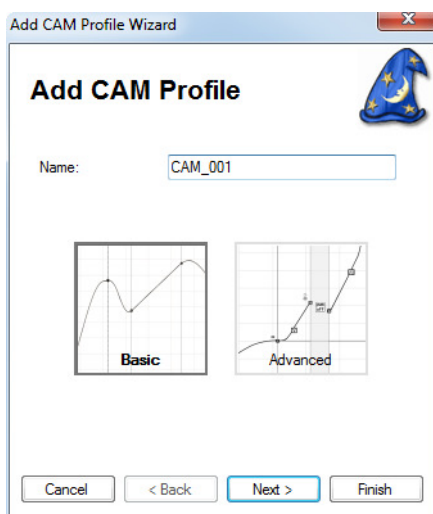 Add CAM Profile Wizard
Add CAM Profile
Name: CAM_001
Basic Advanced
Cancel < Back Next > Finish